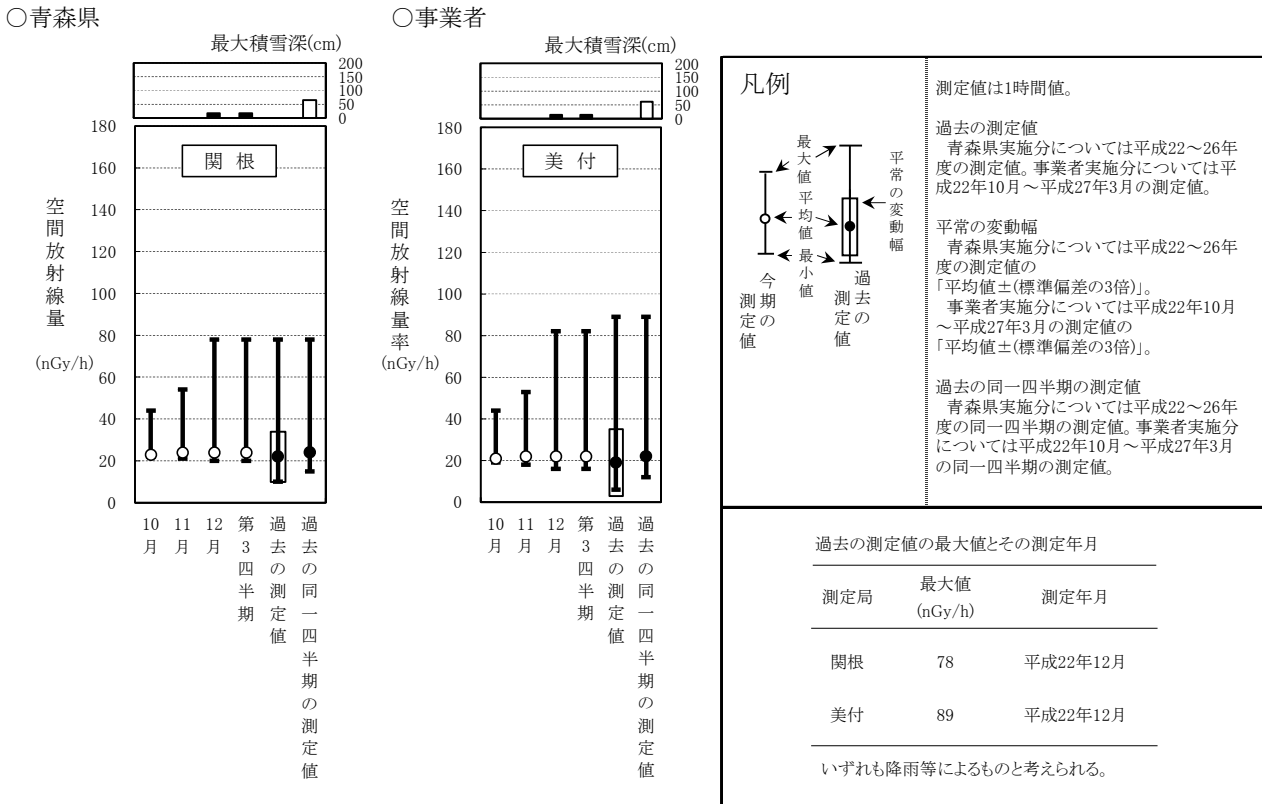 ○青森県
最大積雪深(cm)
200
150
100
50
0
180
160
140
120
100
80
60
40
20
0
関根
空間放射線量
(nGy/h)
10月
11月
12月
第3四半期
過去の測定値
過去の同一四半期の測定値
○事業者
最大積雪深(cm)
200
150
100
50
0
180
160
140
120
100
80
60
40
20
0
美付
空間放射線量率
(nGy/h)
10月
11月
12月
第3四半期
過去の測定値
過去の同一四半期の測定値
凡例
最大値
平均値
最小値
平常の変動幅
今期の測定値
過去の測定値
測定値は1時間値。
過去の測定値
青森県実施分については平成22～26年
度の測定値。事業者実施分については平
成22年10月～平成27年3月の測定値。
平常の変動幅
青森県実施分については平成22～26年
度の測定値の
「平均値±(標準偏差の3倍)」。
事業者実施分については平成22年10月
～平成27年3月の測定値の
「平均値±(標準偏差の3倍)」。
過去の同一四半期の測定値
青森県実施分については平成22～26年
度の同一四半期の測定値。事業者実施分
については平成22年10月～平成27年3月
の同一四半期の測定値。
過去の測定値の最大値とその測定年月
測定局 最大値 (nGy/h) 測定年月
関根 78 平成22年12月
美付 89 平成22年12月
いずれも降雨等によるものと考えられる。